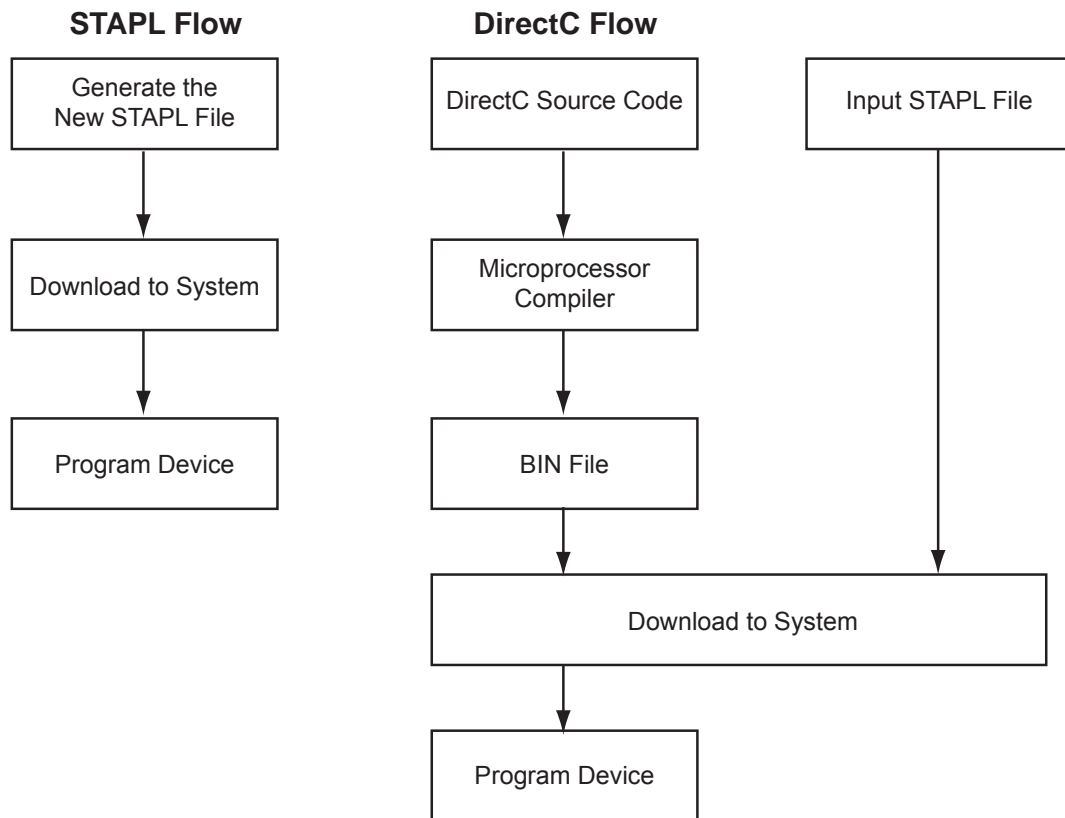 STAPL Flow
DirectC Flow
Generate the
New STAPL File
DirectC Source Code
Input STAPL File
Download to System
Microprocessor
Compiler
Program Device
BIN File
Download to System
Program Device